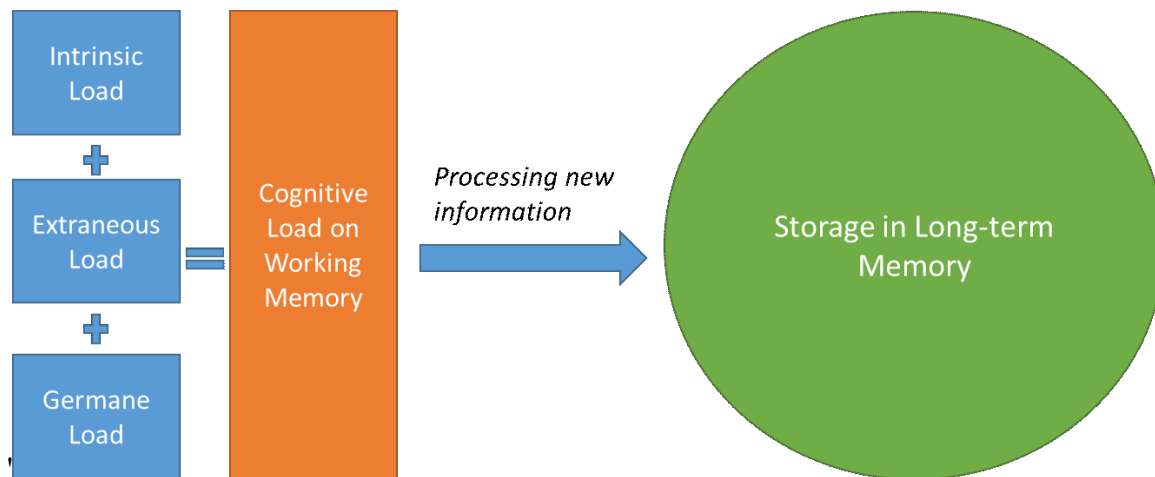 Intrinsic
Load
+
Extraneous
Load
=
Cognitive
Load on
Working
Memory
Processing new
information
Storage in Long-term
Memory
+
Germane
Load